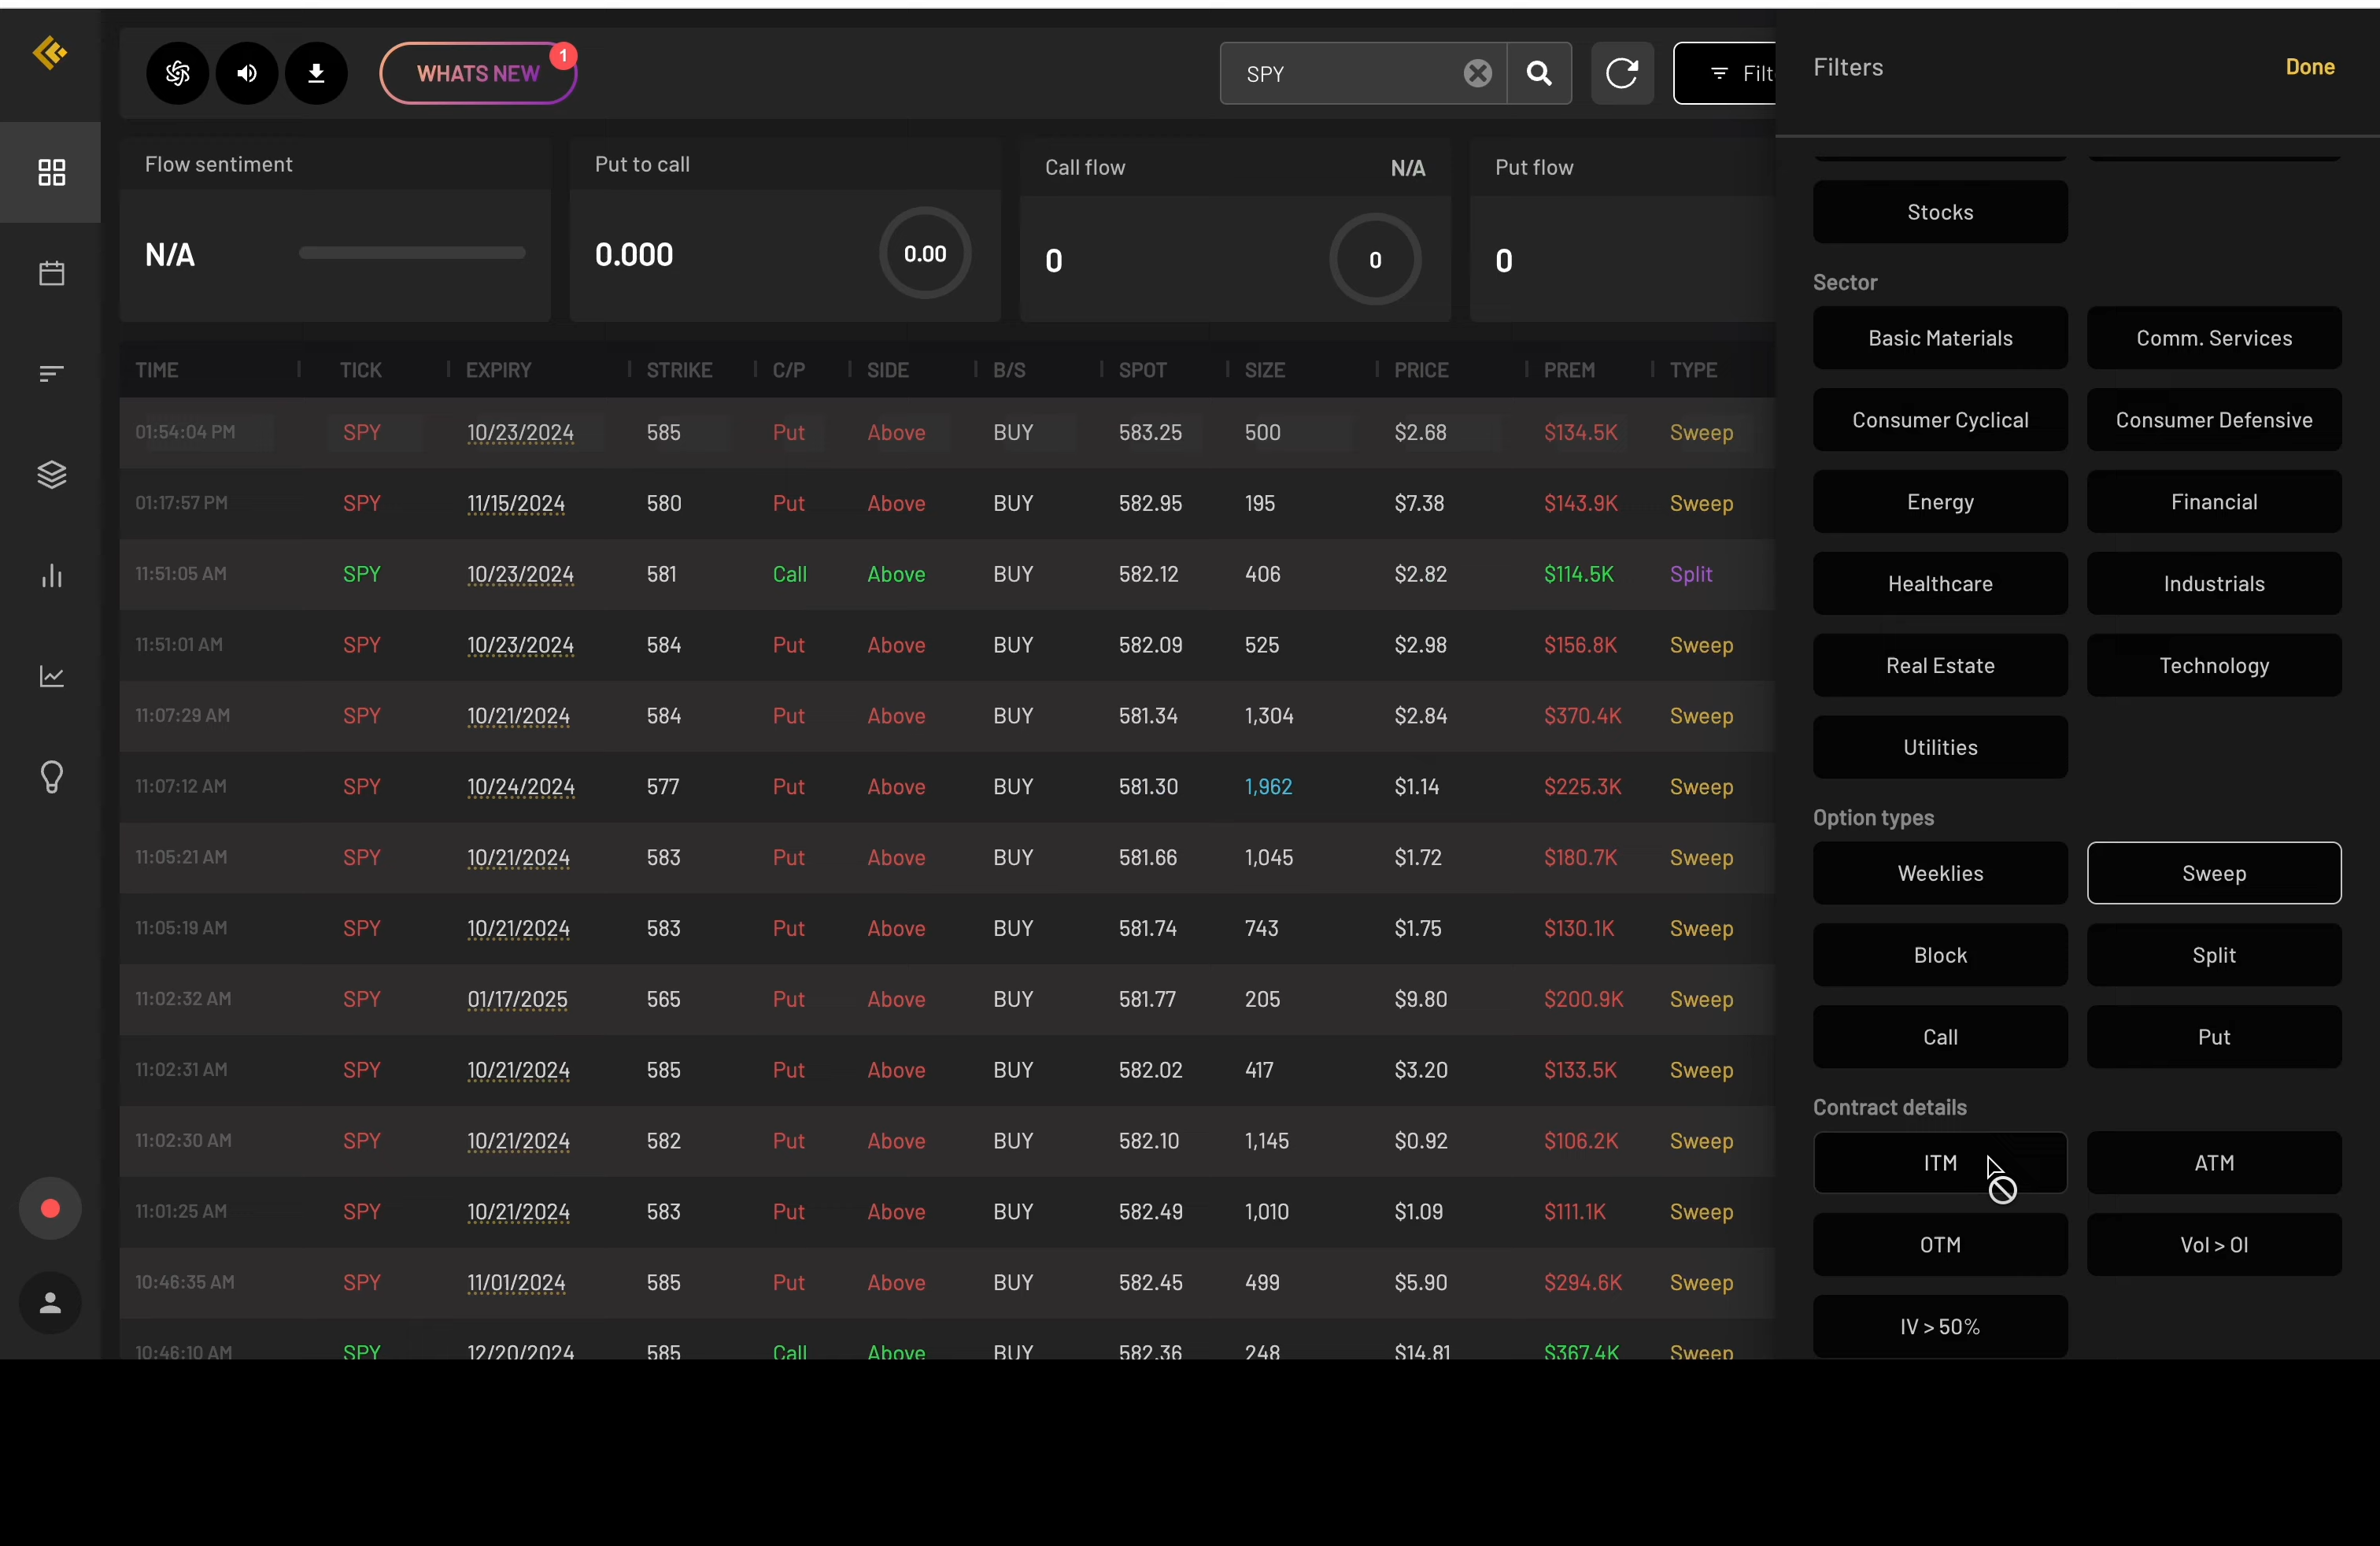 WHATS NEW 1
SPY
Filt
Filters
Done
Flow sentiment
N/A
Put to call
0.000
0.00
Call flow N/A
0
0
Put flow
0
TIME TICK EXPIRY STRIKE C/P SIDE B/S SPOT SIZE PRICE PREM TYPE
01:54:04 PM SPY 10/23/2024 585 Put Above BUY 583.25 500 $2.68 $134.5K Sweep
01:17:57 PM SPY 11/15/2024 580 Put Above BUY 582.95 195 $7.38 $143.9K Sweep
11:51:05 AM SPY 10/23/2024 581 Call Above BUY 582.12 406 $2.82 $114.5K Split
11:51:01 AM SPY 10/23/2024 584 Put Above BUY 582.09 525 $2.98 $156.8K Sweep
11:07:29 AM SPY 10/21/2024 584 Put Above BUY 581.34 1,304 $2.84 $370.4K Sweep
11:07:12 AM SPY 10/24/2024 577 Put Above BUY 581.30 1,962 $1.14 $225.3K Sweep
11:05:21 AM SPY 10/21/2024 583 Put Above BUY 581.66 1,045 $1.72 $180.7K Sweep
11:05:19 AM SPY 10/21/2024 583 Put Above BUY 581.74 743 $1.75 $130.1K Sweep
11:02:32 AM SPY 01/17/2025 565 Put Above BUY 581.77 205 $9.80 $200.9K Sweep
11:02:31 AM SPY 10/21/2024 585 Put Above BUY 582.02 417 $3.20 $133.5K Sweep
11:02:30 AM SPY 10/21/2024 582 Put Above BUY 582.10 1,145 $0.92 $106.2K Sweep
11:01:25 AM SPY 10/21/2024 583 Put Above BUY 582.49 1,010 $1.09 $111.1K Sweep
10:46:35 AM SPY 11/01/2024 585 Put Above BUY 582.45 499 $5.90 $294.6K Sweep
10:46:10 AM SPY 12/20/2024 585 Call Above BUY 582.36 248 $14.81 $367.4K Sweep
Stocks
Sector
Basic Materials Comm. Services
Consumer Cyclical Consumer Defensive
Energy Financial
Healthcare Industrials
Real Estate Technology
Utilities
Option types
Weeklies Sweep
Block Split
Call Put
Contract details
ITM ATM
OTM Vol > OI
IV > 50%